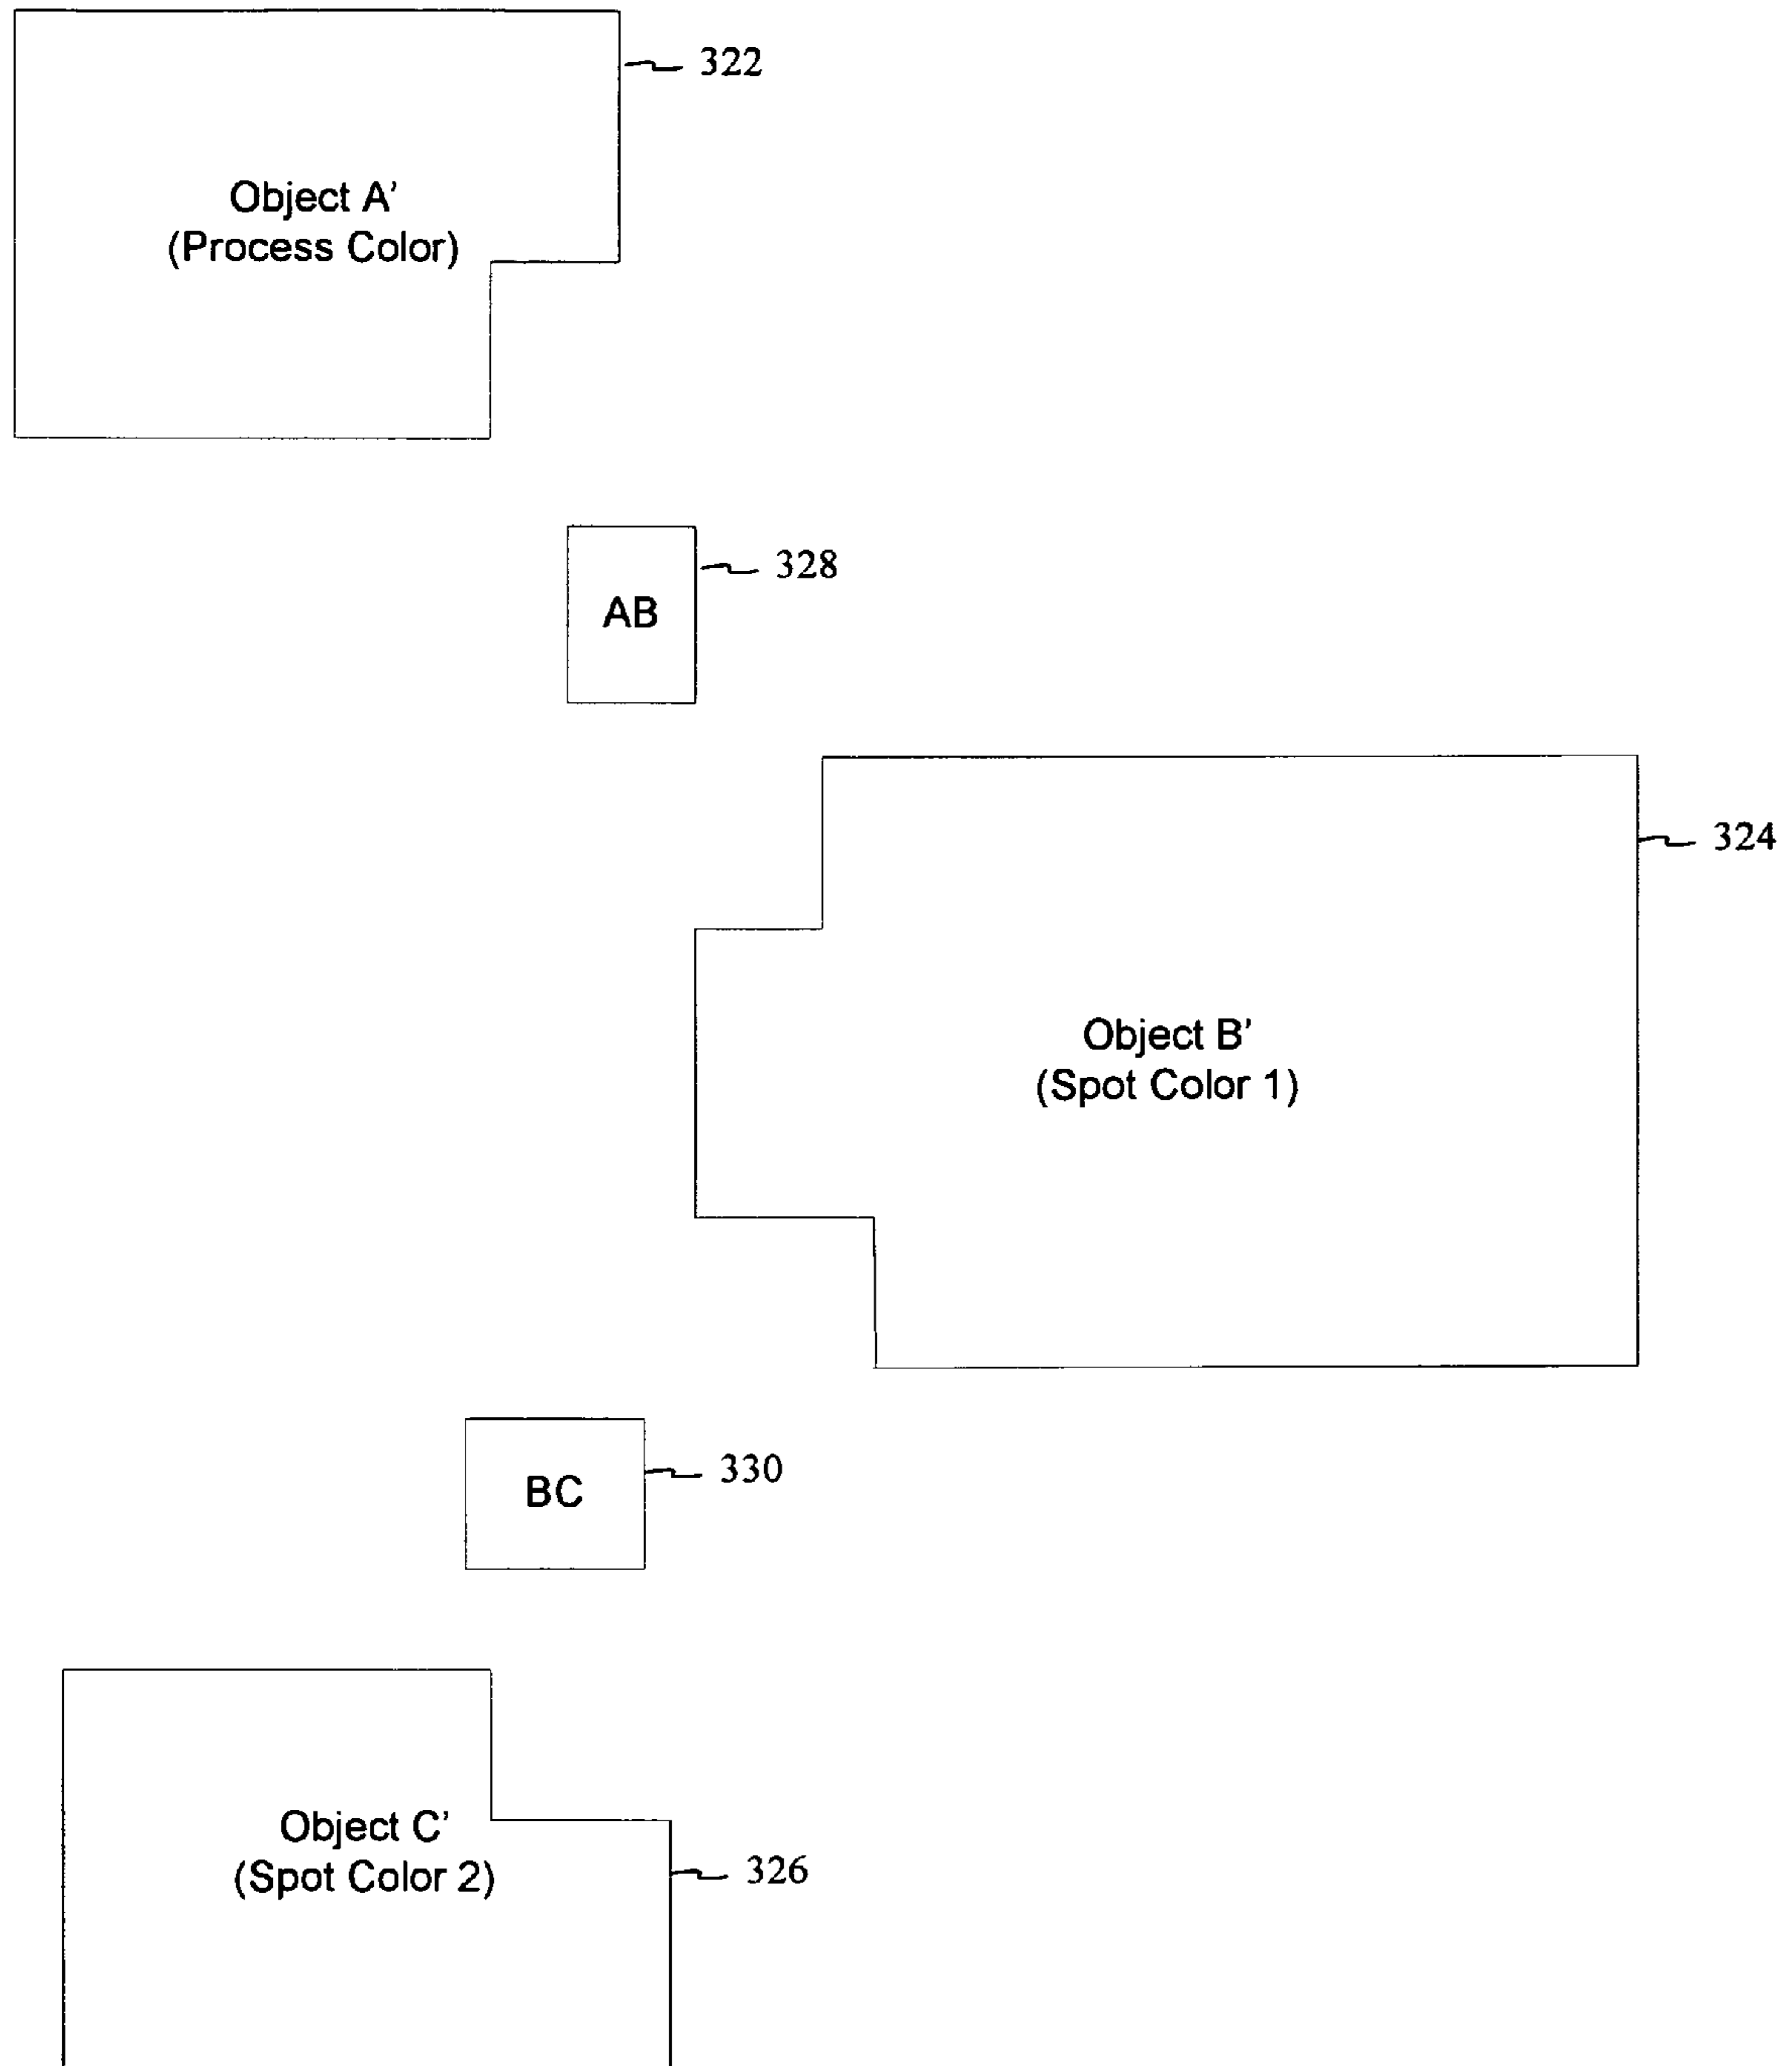 322
Object A'
(Process Color)
328
AB
324
Object B'
(Spot Color 1)
330
BC
Object C'
(Spot Color 2)
326